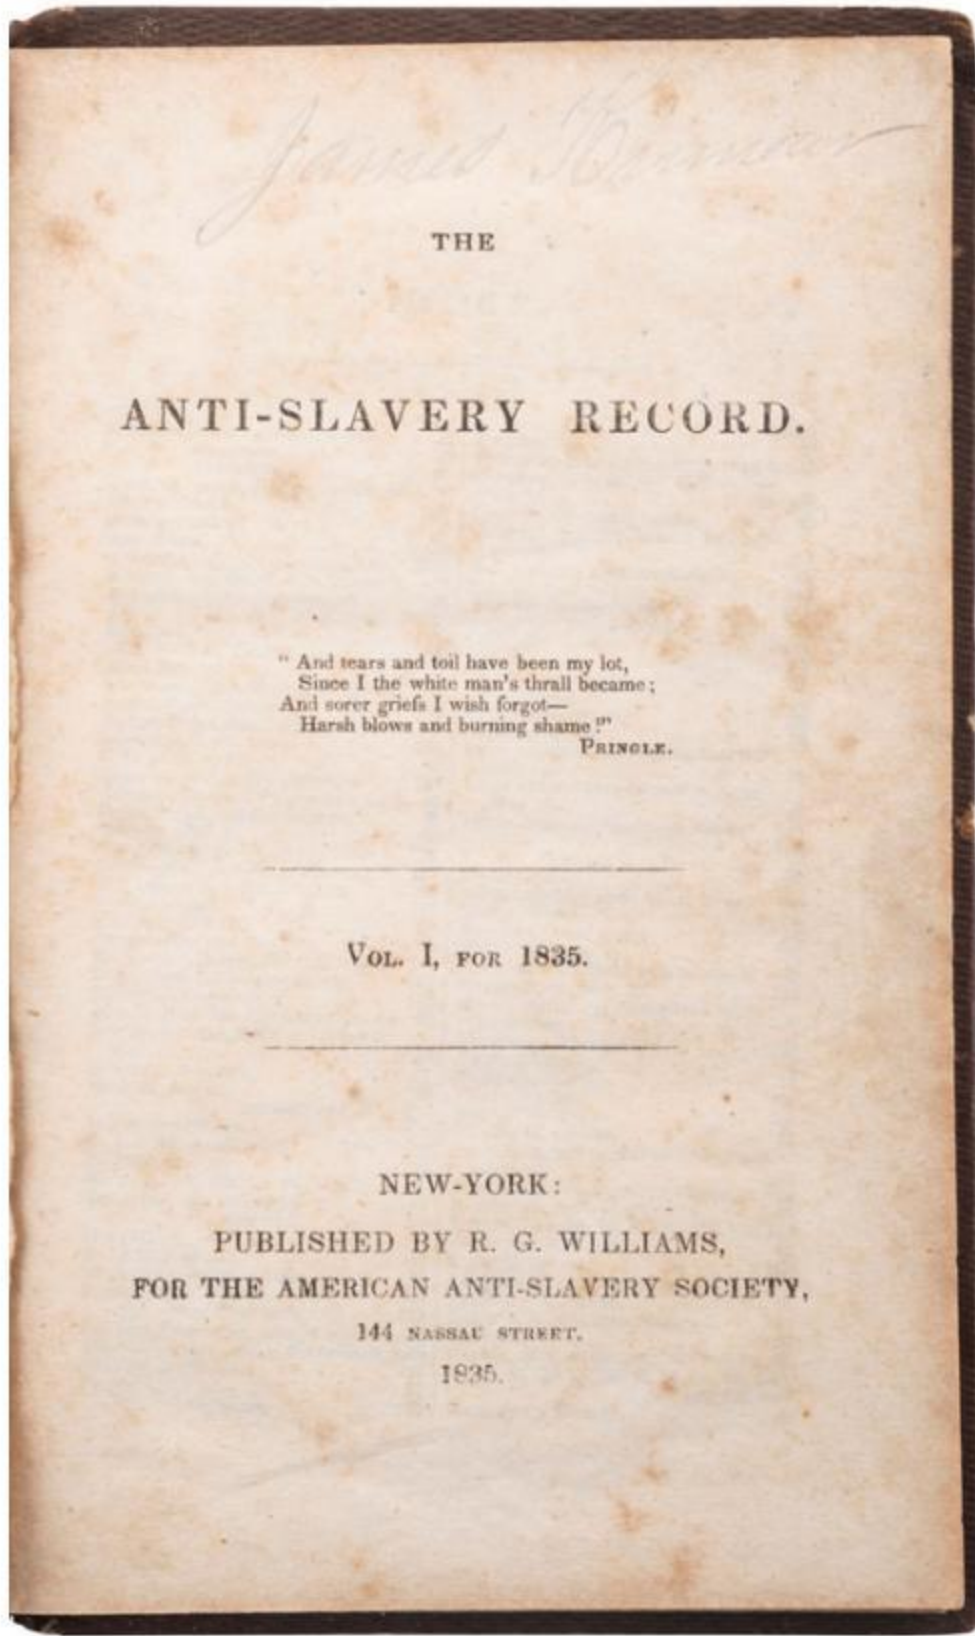 James
THE
ANTI-SLAVERY RECORD.
“ And tears and toil have been my lot,
Since I the white man's thrall became;
And sorer griefs I wish forgot—
Harsh blows and burning shame!”
PRINGLE.
VOL. I, FOR 1835.
NEW-YORK:
PUBLISHED BY R. G. WILLIAMS,
FOR THE AMERICAN ANTI-SLAVERY SOCIETY,
144 NASSAU STREET.
1835.